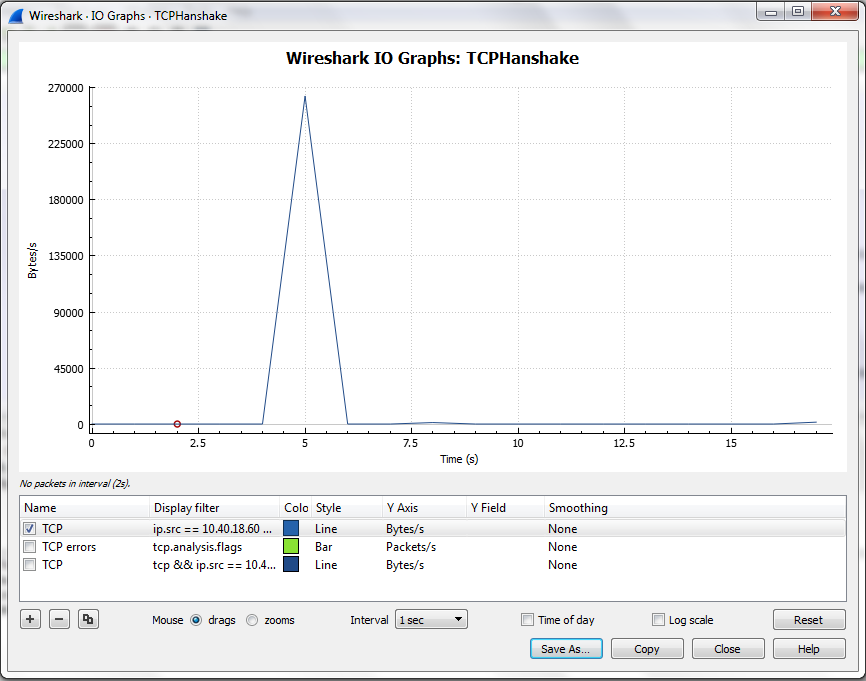 Wireshark · IO Graphs · TCPHanshake
Wireshark IO Graphs: TCPHanshake
270000
225000
180000
135000
90000
45000
0
Bytes/s
0 2.5 5 7.5 10 12.5 15
Time (s)
No packets in interval (2s).
Name Display filter Colo Style Y Axis Y Field Smoothing
TCP ip.src == 10.40.18.60 ... Line Bytes/s None
TCP errors tcp.analysis.flags Bar Packets/s None
TCP tcp && ip.src == 10.4... Line Bytes/s None
Mouse drags zooms Interval 1 sec Time of day Log scale Reset
Save As... Copy Close Help